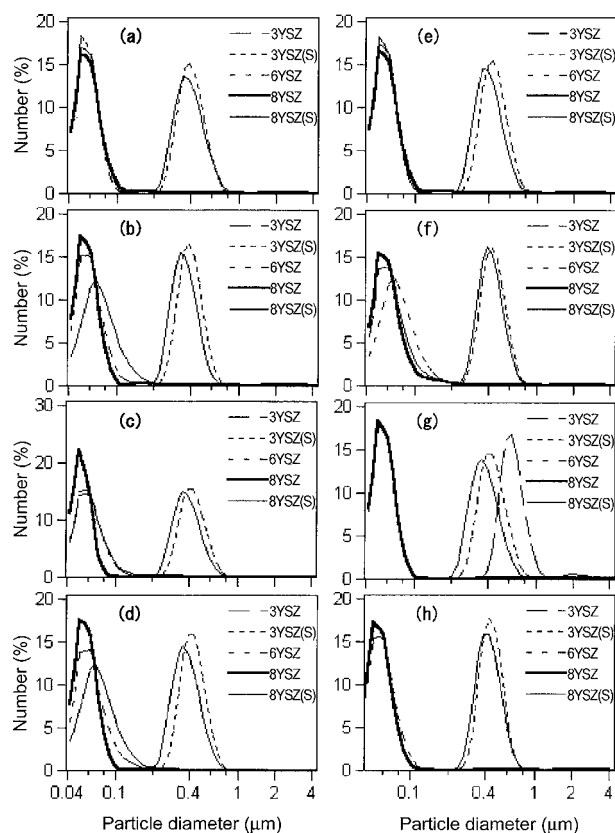 Number (%)
20
15
10
5
0
(a)
3YSZ
3YSZ(S)
6YSZ
8YSZ
8YSZ(S)
20
15
10
5
0
(e)
3YSZ
3YSZ(S)
6YSZ
8YSZ
8YSZ(S)
Number (%)
20
15
10
5
0
(b)
3YSZ
3YSZ(S)
6YSZ
8YSZ
8YSZ(S)
20
15
10
5
0
(f)
3YSZ
3YSZ(S)
6YSZ
8YSZ
8YSZ(S)
Number (%)
30
20
10
0
(c)
3YSZ
3YSZ(S)
6YSZ
8YSZ
8YSZ(S)
20
15
10
5
0
(g)
3YSZ
3YSZ(S)
6YSZ
8YSZ
8YSZ(S)
Number (%)
20
15
10
5
0
(d)
3YSZ
3YSZ(S)
6YSZ
8YSZ
8YSZ(S)
20
15
10
5
0
(h)
3YSZ
3YSZ(S)
6YSZ
8YSZ
8YSZ(S)
0.04 0.1 0.4 1 4
0.1 0.4 1 4
Particle diameter (μm)
Particle diameter (μm)